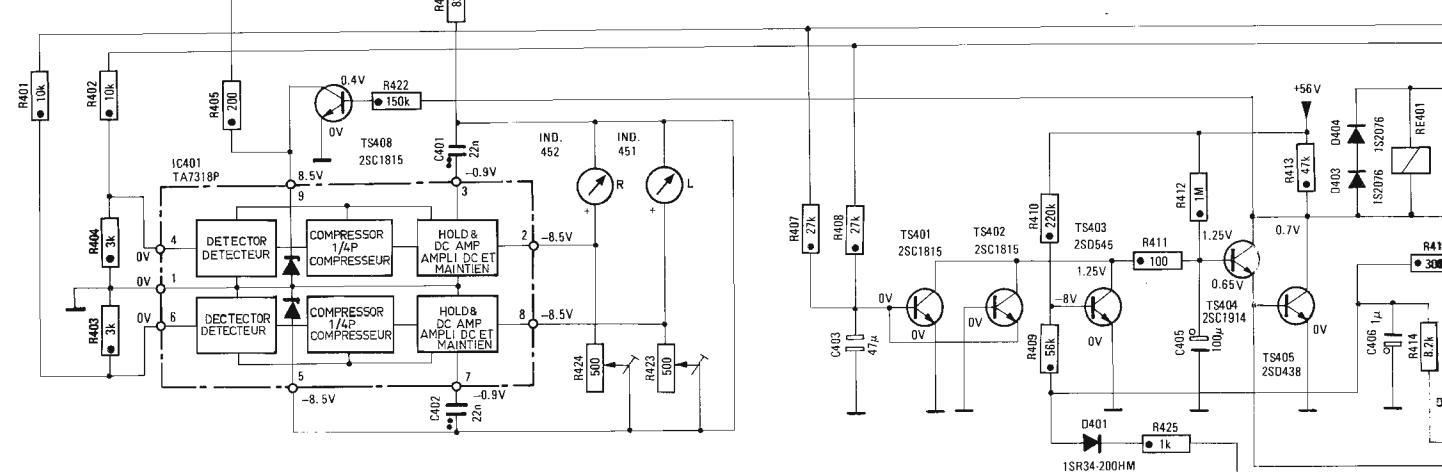 R401
10k
R402
10k
R405
200
0.4V
R422
150k
0V
TS408
2SC1815
C401
22n
IND.
452
IND.
451
R
L
+
+
IC401
TA7318P
8.5V
9
-0.9V
3
R404
3k
R403
3k
4
0V
0V
1
0V
6
DETECTOR
DETECTEUR
COMPRESSOR
1/4P
COMPRESSEUR
HOLD &
DC AMP
AMPLI DC ET
MAINTIEN
2
-8.5V
DECTECTOR
DETECTEUR
COMPRESSOR
1/4P
COMPRESSEUR
HOLD &
DC AMP
AMPLI DC ET
MAINTIEN
8
-8.5V
5
-8.5V
7
-0.9V
C402
22n
R424
500
R423
500
R407
27k
R408
27k
C403
47µ
TS401
2SC1815
0V
0V
TS402
2SC1815
0V
0V
R410
220k
R409
56k
TS403
2SD545
1.25V
-8V
0V
R411
100
R412
1M
1.25V
0.65V
TS404
2SC1914
C405
100µ
+56V
R413
47k
0.7V
0V
TS405
2SD438
D404
1S2076
D403
1S2076
RE401
C406
1µ
R414
8.2k
D401
1SR34-200HM
R425
1k